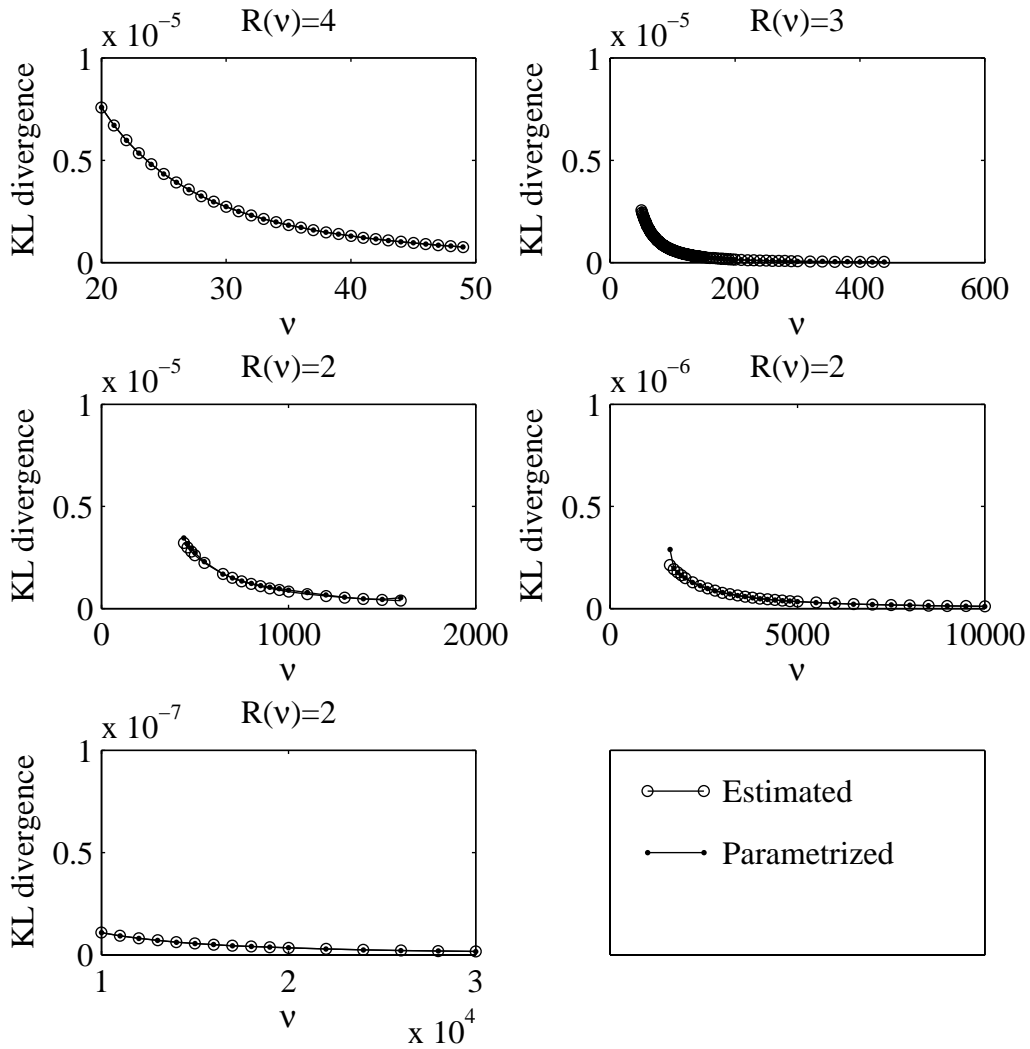 x 10⁻⁵
R(ν)=4
1
0.5
0
KL divergence
20
30
40
50
ν
x 10⁻⁵
R(ν)=3
1
0.5
0
KL divergence
0
200
400
600
ν
x 10⁻⁵
R(ν)=2
1
0.5
0
KL divergence
0
1000
2000
ν
x 10⁻⁶
R(ν)=2
1
0.5
0
KL divergence
0
5000
10000
ν
x 10⁻⁷
R(ν)=2
1
0.5
0
KL divergence
1
2
3
ν
x 10⁴
Estimated
Parametrized